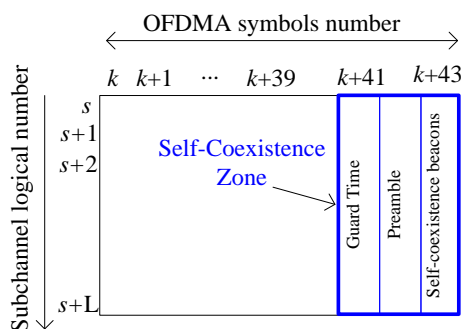 OFDMA symbols number
k k+1 ... k+39 k+41 k+43
Subchannel logical number
s
s+1
s+2
s+L
Self-Coexistence
Zone
Guard Time
Preamble
Self-coexistence beacons